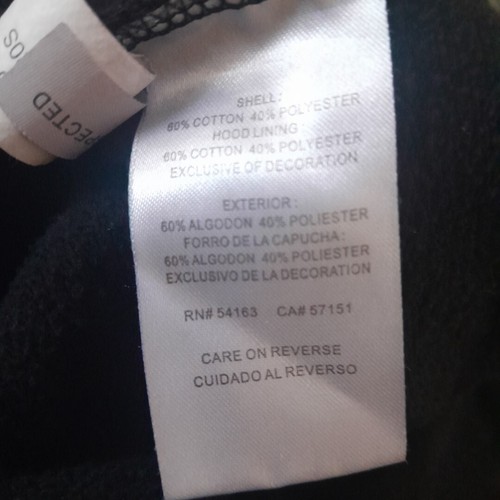 OS
PECTED
SHELL:
60% COTTON 40% POLYESTER
HOOD LINING:
60% COTTON 40% POLYESTER
EXCLUSIVE OF DECORATION
EXTERIOR:
60% ALGODON 40% POLIESTER
FORRO DE LA CAPUCHA:
60% ALGODON 40% POLIESTER
EXCLUSIVO DE LA DECORATION
RN# 54163 CA# 57151
CARE ON REVERSE
CUIDADO AL REVERSO